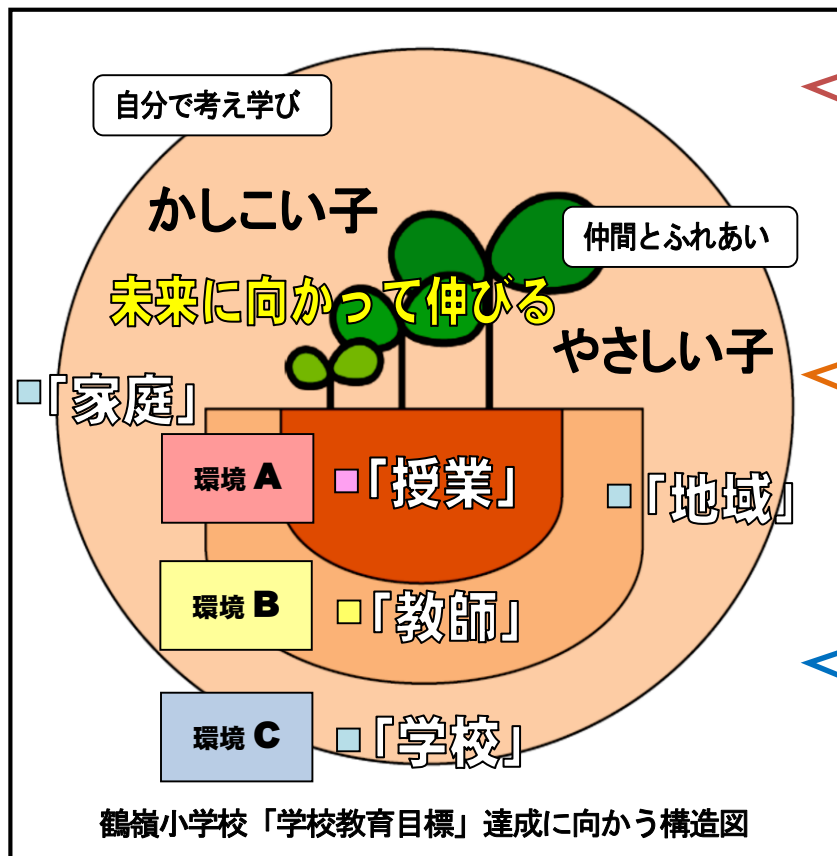 自分で考え学び
かしこい子
仲間とふれあい
未来に向かって伸びる
やさしい子
「家庭」
環境 A
「授業」
「地域」
環境 B
「教師」
環境 C
「学校」
鶴嶺小学校「学校教育目標」達成に向かう構造図